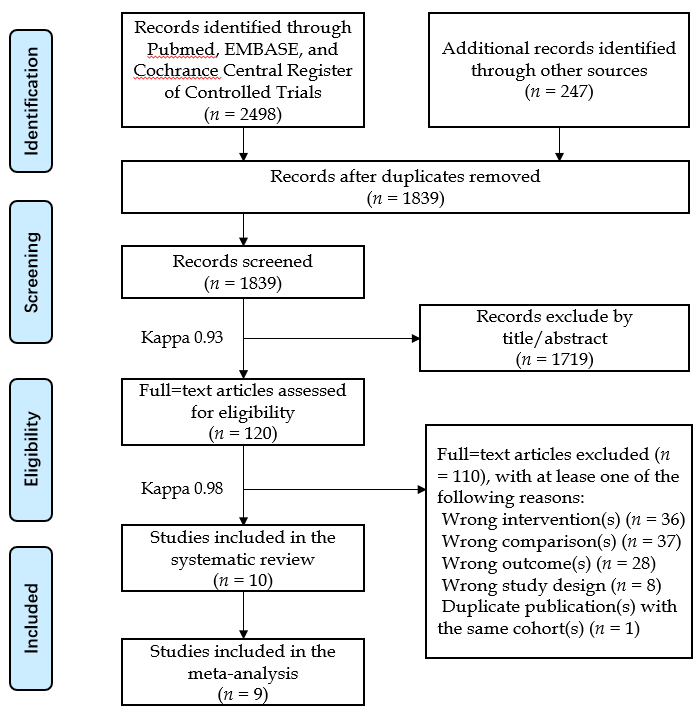 Identification
Records identified through
Pubmed, EMBASE, and
Cochrance Central Register
of Controlled Trials
(n = 2498)
Additional records identified
through other sources
(n = 247)
Records after duplicates removed
(n = 1839)
Screening
Records screened
(n = 1839)
Kappa 0.93
Records exclude by
title/abstract
(n = 1719)
Eligibility
Full=text articles assessed
for eligibility
(n = 120)
Kappa 0.98
Full=text articles excluded (n
= 110), with at lease one of the
following reasons:
Wrong intervention(s) (n = 36)
Wrong comparison(s) (n = 37)
Wrong outcome(s) (n = 28)
Wrong study design (n = 8)
Duplicate publication(s) with
the same cohort(s) (n = 1)
Included
Studies included in the
systematic review
(n = 10)
Studies included in the
meta-analysis
(n = 9)